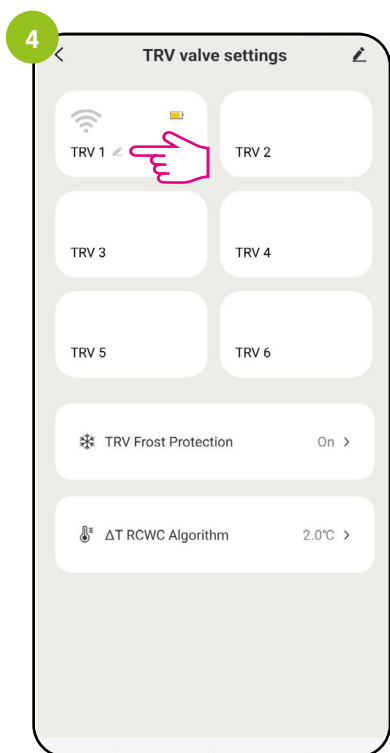 4
TRV valve settings
TRV 1
TRV 2
TRV 3
TRV 4
TRV 5
TRV 6
TRV Frost Protection On
ΔT RCWC Algorithm 2.0°C